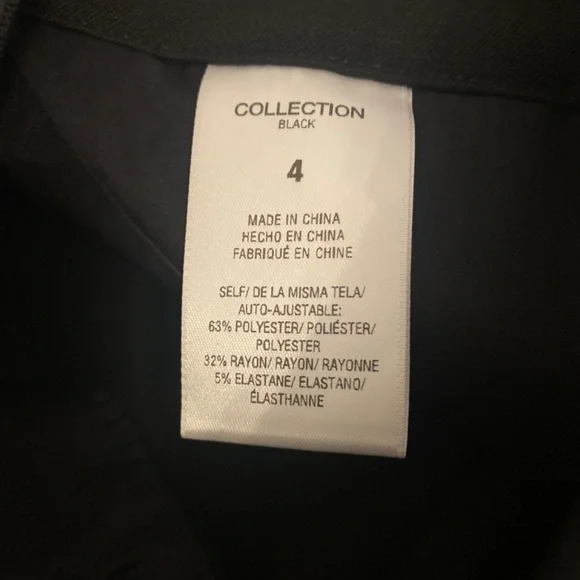 COLLECTION
BLACK
4
MADE IN CHINA
HECHO EN CHINA
FABRIQUÉ EN CHINE
SELF/ DE LA MISMA TELA/
AUTO-AJUSTABLE:
63% POLYESTER/ POLIÉSTER/
POLYESTER
32% RAYON/ RAYON/ RAYONNE
5% ELASTANE/ ELASTANO/
ÉLASTHANNE